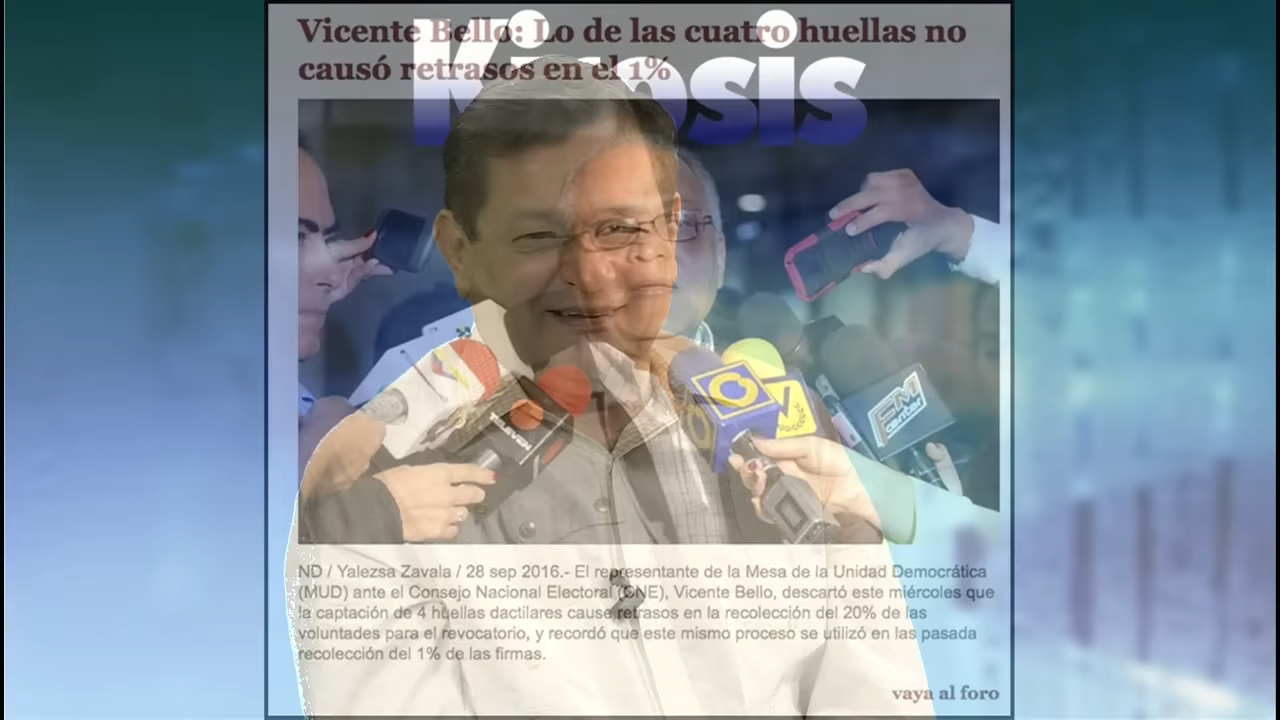 Vicente Bello: Lo de las cuatro huellas no
causó retrasos en el 1%
TELEVEN
FM
center
ND / Yalezsa Zavala / 28 sep 2016.- El representante de la Mesa de la Unidad Democrática
(MUD) ante el Consejo Nacional Electoral (CNE), Vicente Bello, descartó este miércoles que
la captación de 4 huellas dactilares cause retrasos en la recolección del 20% de las
voluntades para el revocatorio, y recordó que este mismo proceso se utilizó en las pasada
recolección del 1% de las firmas.
vaya al foro